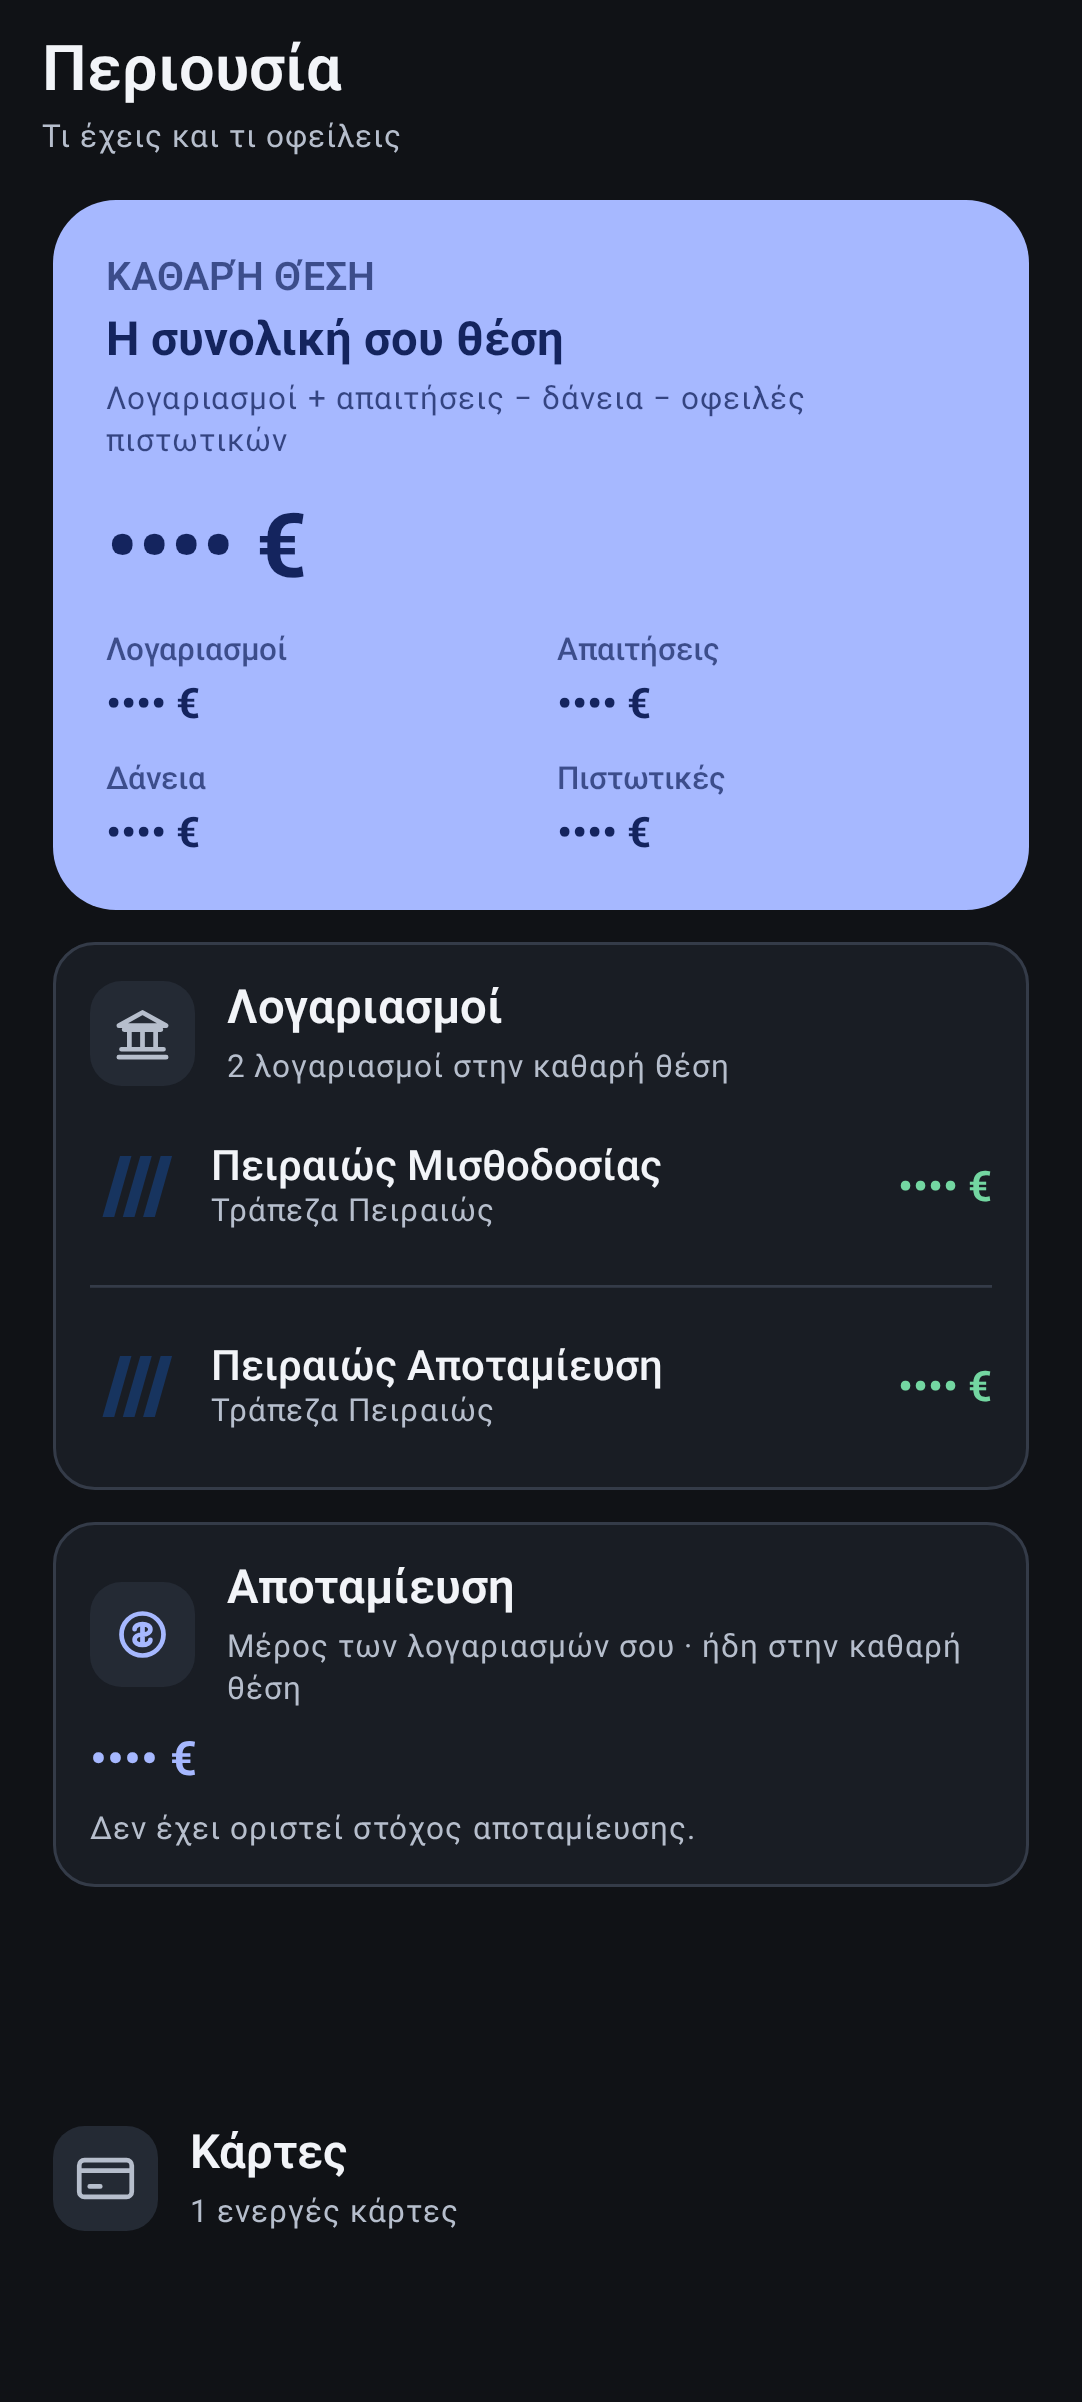 Περιουσία
Τι έχεις και τι οφείλεις
ΚΑΘΑΡΉ ΘΈΣΗ
Η συνολική σου θέση
Λογαριασμοί + απαιτήσεις − δάνεια − οφειλές
πιστωτικών
•••• €
Λογαριασμοί
•••• €
Απαιτήσεις
•••• €
Δάνεια
•••• €
Πιστωτικές
•••• €
Λογαριασμοί
2 λογαριασμοί στην καθαρή θέση
Πειραιώς Μισθοδοσίας
Τράπεζα Πειραιώς
•••• €
Πειραιώς Αποταμίευση
Τράπεζα Πειραιώς
•••• €
Αποταμίευση
Μέρος των λογαριασμών σου · ήδη στην καθαρή
θέση
•••• €
Δεν έχει οριστεί στόχος αποταμίευσης.
Κάρτες
1 ενεργές κάρτες